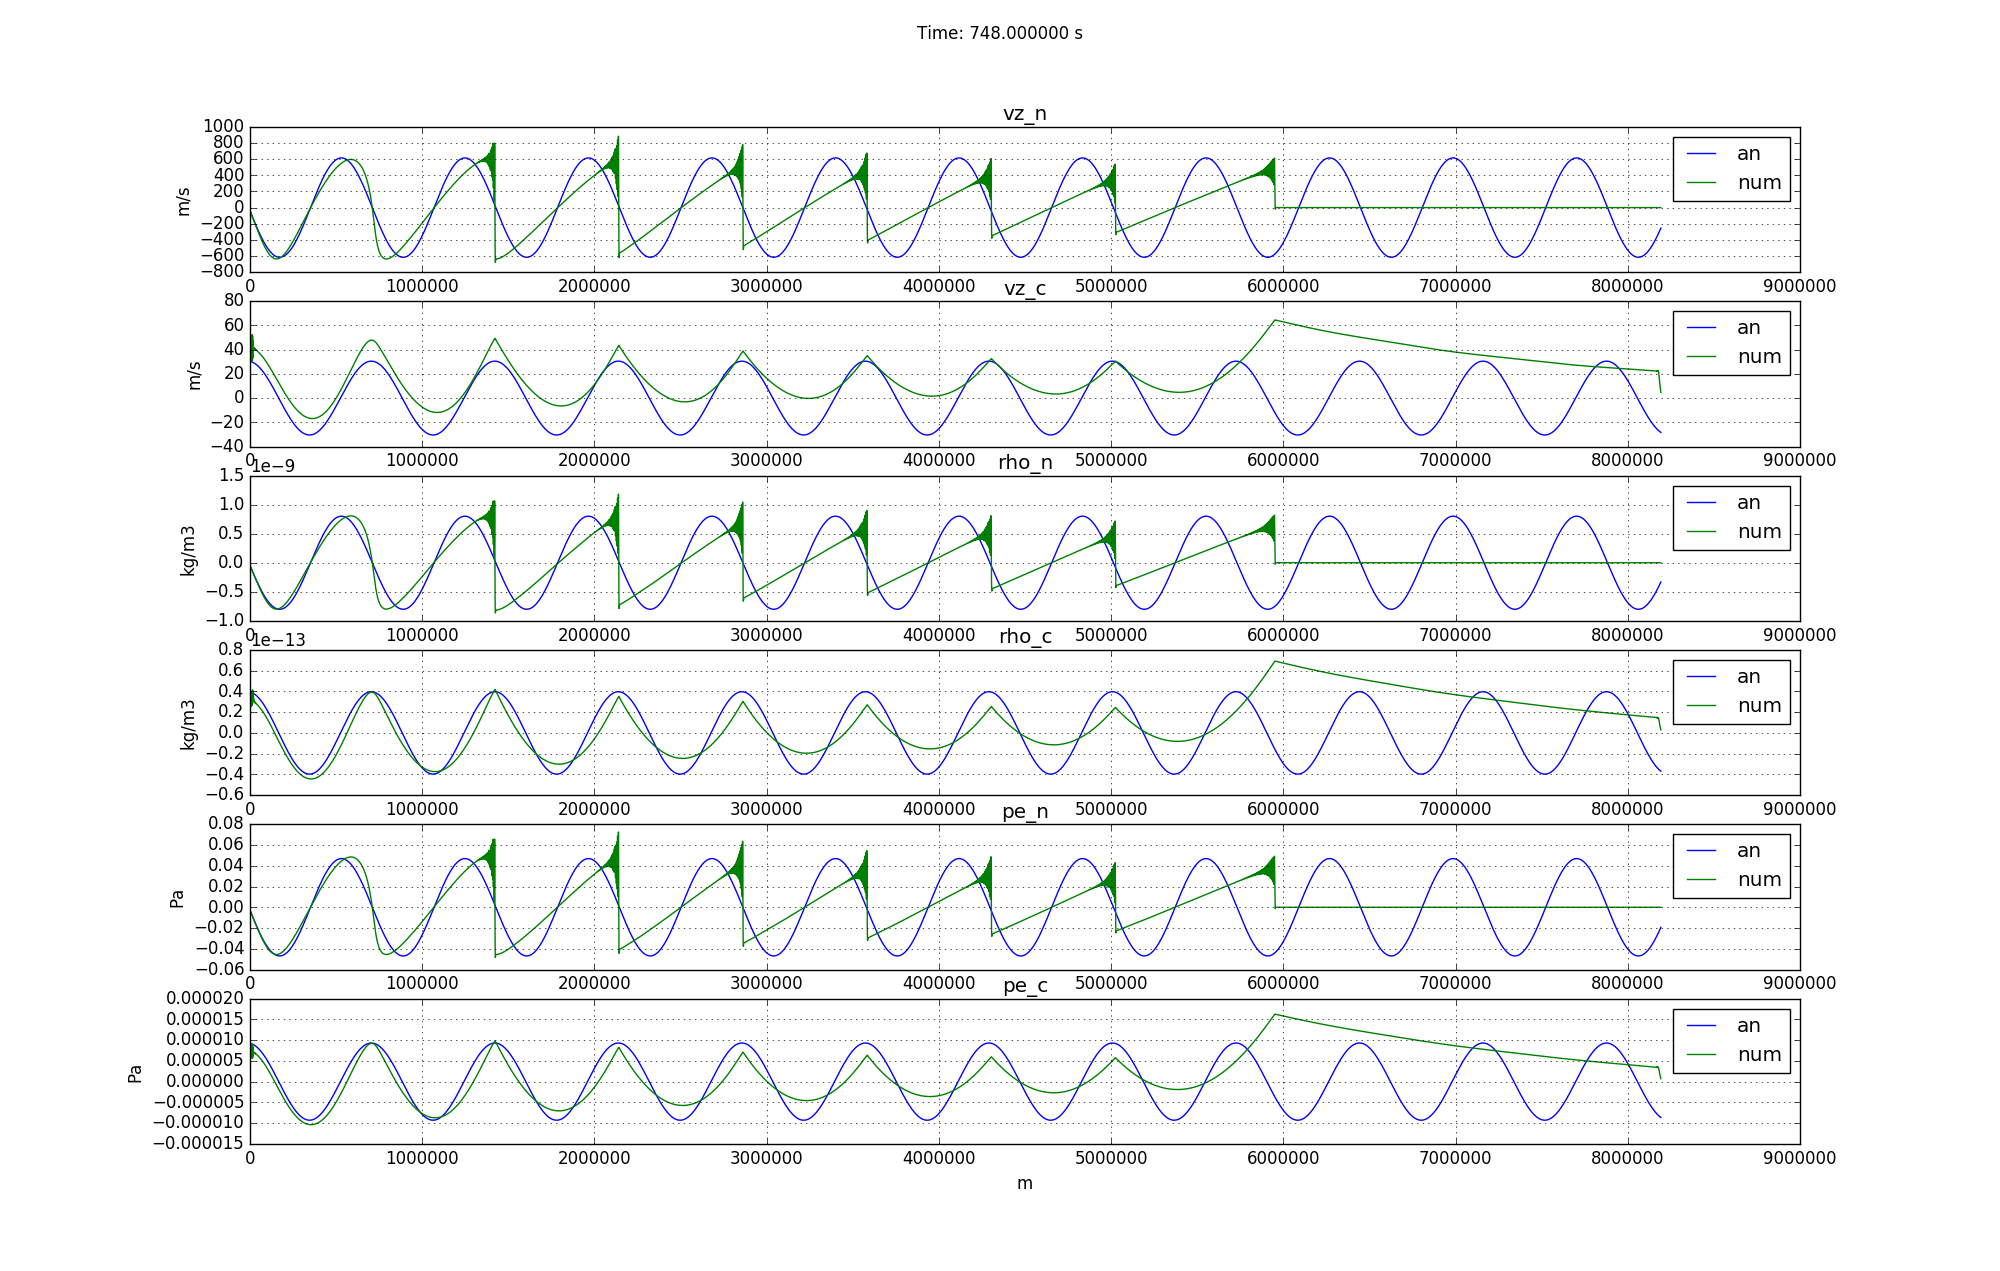 Time: 748.000000 s
vz_n
1000
800
600
400
200
0
−200
−400
−600
−800
m/s
an
num
0 1000000 2000000 3000000 4000000 5000000 6000000 7000000 8000000 9000000
vz_c
80
60
40
20
0
−20
−40
m/s
an
num
0 1000000 2000000 3000000 4000000 5000000 6000000 7000000 8000000 9000000
1e−9
rho_n
1.5
1.0
0.5
0.0
−0.5
−1.0
kg/m3
an
num
0 1000000 2000000 3000000 4000000 5000000 6000000 7000000 8000000 9000000
1e−13
rho_c
0.8
0.6
0.4
0.2
0.0
−0.2
−0.4
−0.6
kg/m3
an
num
0 1000000 2000000 3000000 4000000 5000000 6000000 7000000 8000000 9000000
pe_n
0.08
0.06
0.04
0.02
0.00
−0.02
−0.04
−0.06
Pa
an
num
0 1000000 2000000 3000000 4000000 5000000 6000000 7000000 8000000 9000000
pe_c
0.000020
0.000015
0.000010
0.000005
0.000000
−0.000005
−0.000010
−0.000015
Pa
an
num
0 1000000 2000000 3000000 4000000 5000000 6000000 7000000 8000000 9000000
m